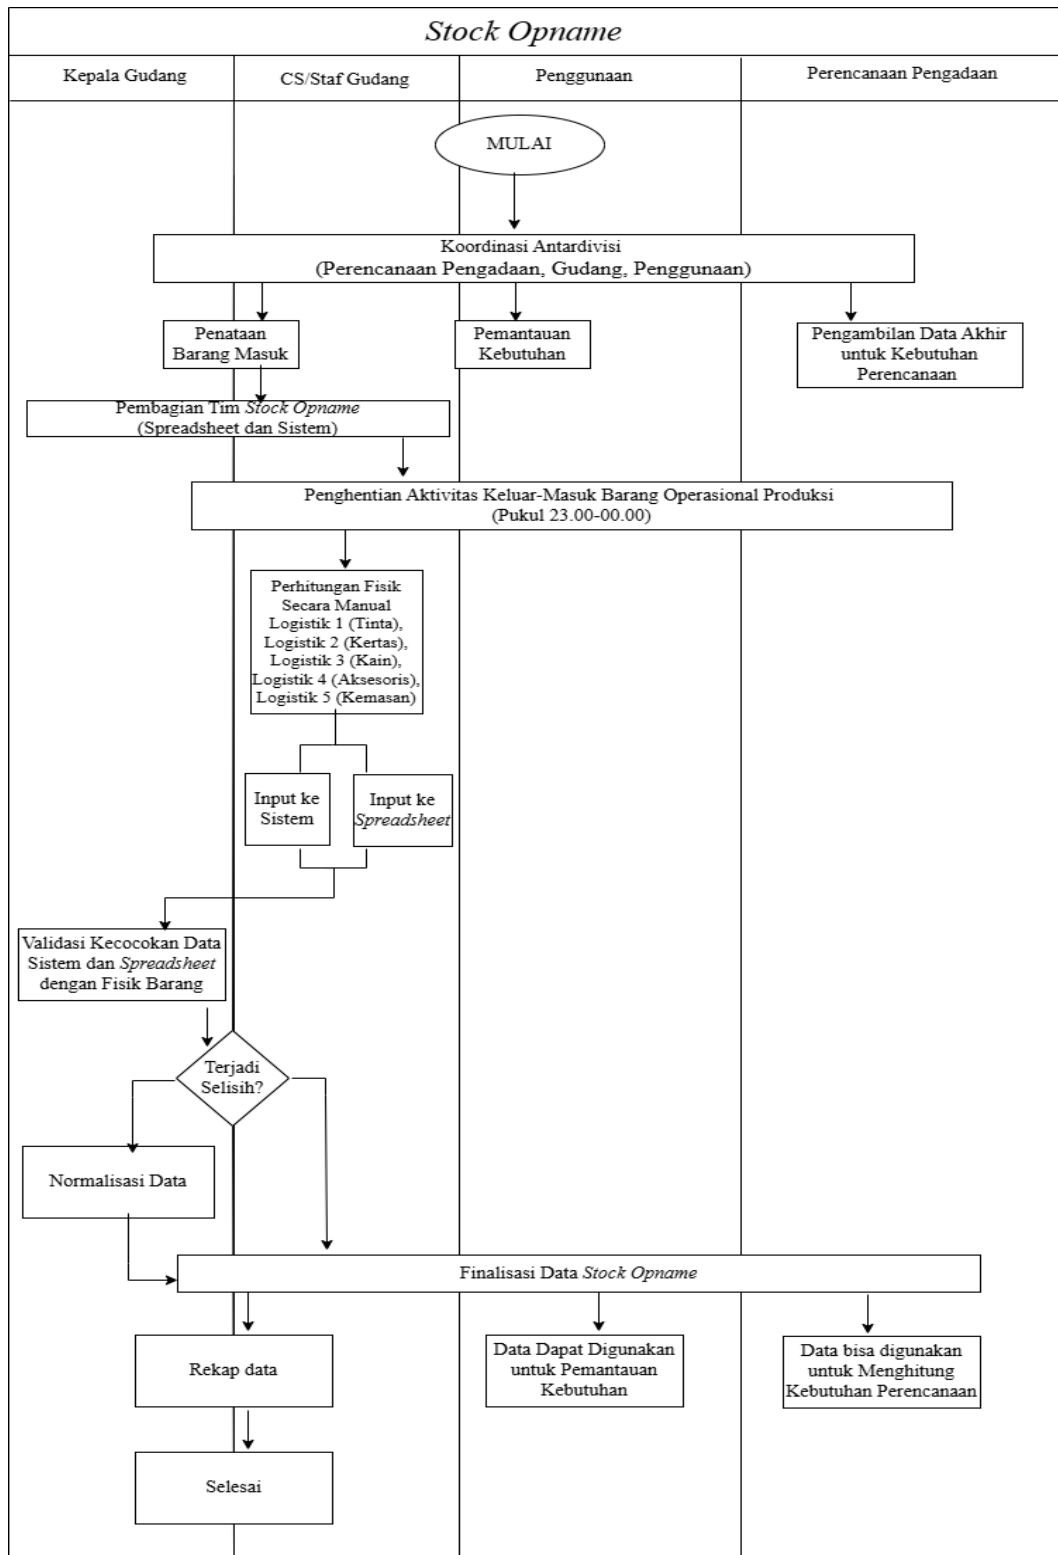 Stock Opname
Kepala Gudang
CS/Staf Gudang
Penggunaan
Perencanaan Pengadaan
MULAI
Koordinasi Antardivisi
(Perencanaan Pengadaan, Gudang, Penggunaan)
Penataan
Barang Masuk
Pemantauan
Kebutuhan
Pengambilan Data Akhir
untuk Kebutuhan
Perencanaan
Pembagian Tim Stock Opname
(Spreadsheet dan Sistem)
Penghentian Aktivitas Keluar-Masuk Barang Operasional Produksi
(Pukul 23.00-00.00)
Perhitungan Fisik
Secara Manual
Logistik 1 (Tinta),
Logistik 2 (Kertas),
Logistik 3 (Kain),
Logistik 4 (Aksesoris),
Logistik 5 (Kemasan)
Input ke
Sistem
Input ke
Spreadsheet
Validasi Kecocokan Data
Sistem dan Spreadsheet
dengan Fisik Barang
Terjadi
Selisih?
Normalisasi Data
Finalisasi Data Stock Opname
Rekap data
Data Dapat Digunakan
untuk Pemantauan
Kebutuhan
Data bisa digunakan
untuk Menghitung
Kebutuhan Perencanaan
Selesai